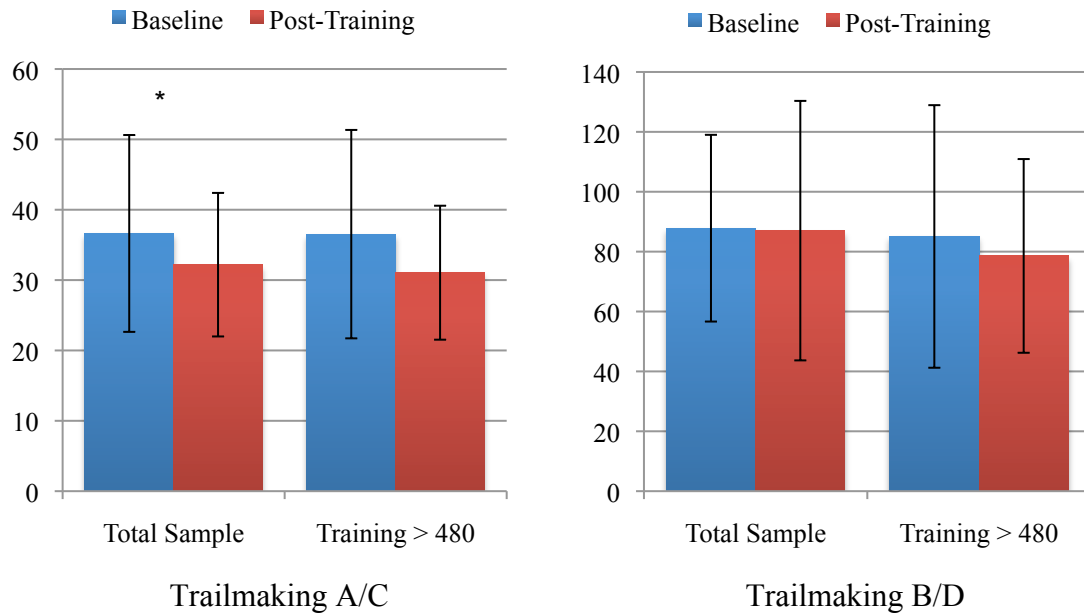 Baseline Post-Training
60
*
50
40
30
20
10
0
Total Sample Training > 480
Trailmaking A/C
Baseline Post-Training
140
120
100
80
60
40
20
0
Total Sample Training > 480
Trailmaking B/D